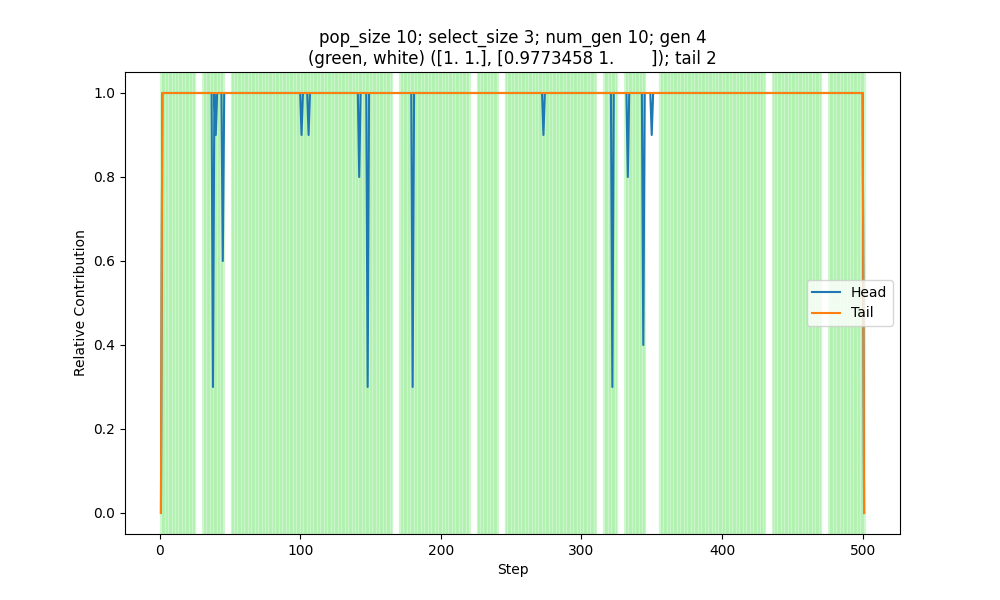 pop_size 10; select_size 3; num_gen 10; gen 4
(green, white) ([1. 1.], [0.9773458 1.        ]); tail 2
1.0
0.8
0.6
0.4
0.2
0.0
Relative Contribution
Head
Tail
0 100 200 300 400 500
Step